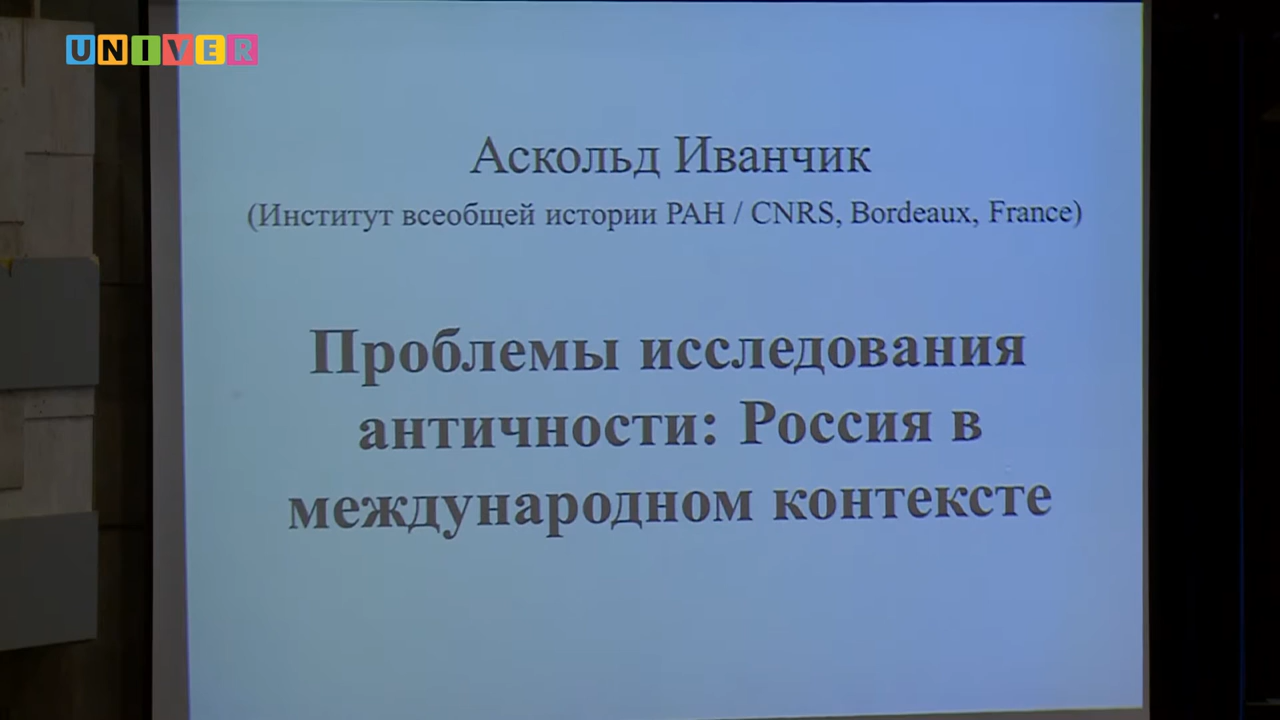 UNIVER
Аскольд Иванчик
(Институт всеобщей истории РАН / CNRS, Bordeaux, France)
Проблемы исследования
античности: Россия в
международном контексте